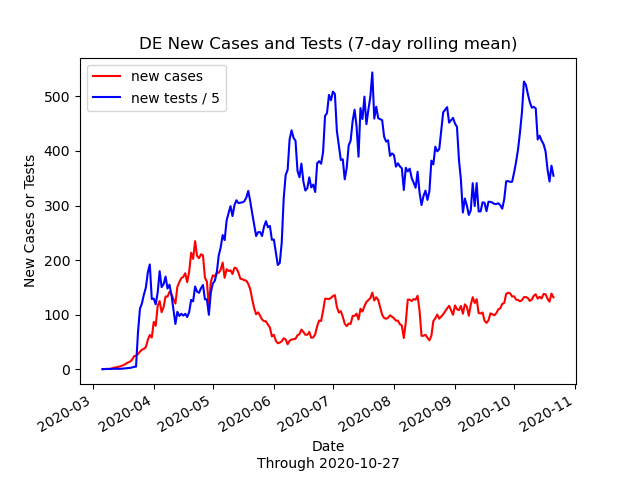 DE New Cases and Tests (7-day rolling mean)
new cases
new tests / 5
New Cases or Tests
500
400
300
200
100
0
2020-03
2020-04
2020-05
2020-06
2020-07
2020-08
2020-09
2020-10
2020-11
Date
Through 2020-10-27